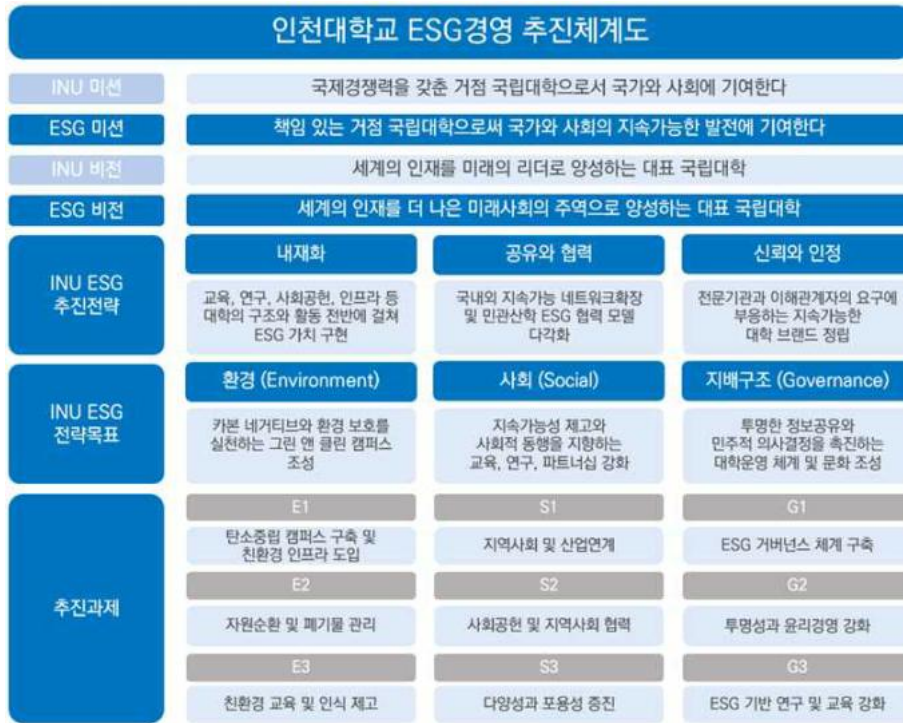 인천대학교 ESG경영 추진체계도
INU 미션
국제경쟁력을 갖춘 거점 국립대학으로서 국가와 사회에 기여한다
ESG 미션
책임 있는 거점 국립대학으로써 국가와 사회의 지속가능한 발전에 기여한다
INU 비전
세계의 인재를 미래의 리더로 양성하는 대표 국립대학
ESG 비전
세계의 인재를 더 나은 미래사회의 주역으로 양성하는 대표 국립대학
INU ESG
추진전략
내재화
교육, 연구, 사회공헌, 인프라 등
대학의 구조와 활동 전반에 걸쳐
ESG 가치 구현
공유와 협력
국내외 지속가능 네트워크확장
및 민관산학 ESG 협력 모델
다각화
신뢰와 인정
전문기관과 이해관계자의 요구에
부응하는 지속가능한
대학 브랜드 정립
INU ESG
전략목표
환경 (Environment)
카본 네거티브와 환경 보호를
실천하는 그린 앤 클린 캠퍼스
조성
사회 (Social)
지속가능성 제고와
사회적 동행을 지향하는
교육, 연구, 파트너십 강화
지배구조 (Governance)
투명한 정보공유와
민주적 의사결정을 촉진하는
대학운영 체계 및 문화 조성
추진과제
E1
탄소중립 캠퍼스 구축 및
친환경 인프라 도입
S1
지역사회 및 산업연계
G1
ESG 거버넌스 체계 구축
E2
자원순환 및 폐기물 관리
S2
사회공헌 및 지역사회 협력
G2
투명성과 윤리경영 강화
E3
친환경 교육 및 인식 제고
S3
다양성과 포용성 증진
G3
ESG 기반 연구 및 교육 강화